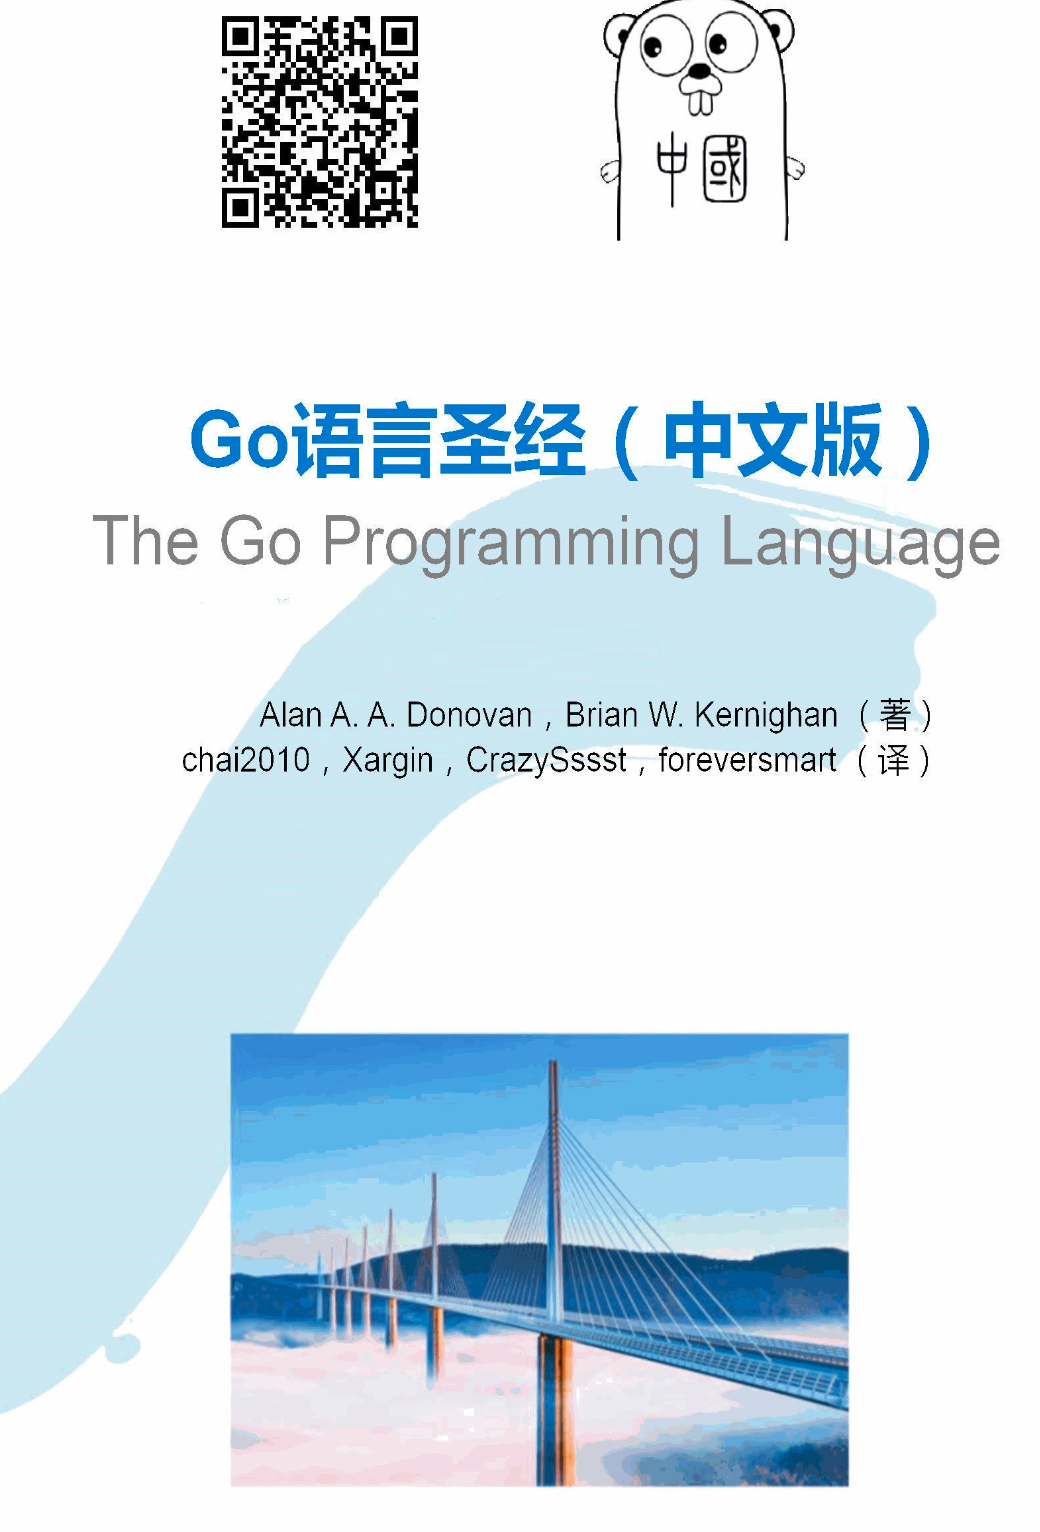 中國
Go语言圣经（中文版）
The Go Programming Language
Alan A. A. Donovan，Brian W. Kernighan （著）
chai2010，Xargin，CrazySssst，foreversmart （译）